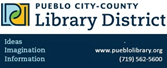 PUEBLO CITY-COUNTY
Library District
Ideas
Imagination
Information
www.pueblolibrary.org
(719) 562-5600